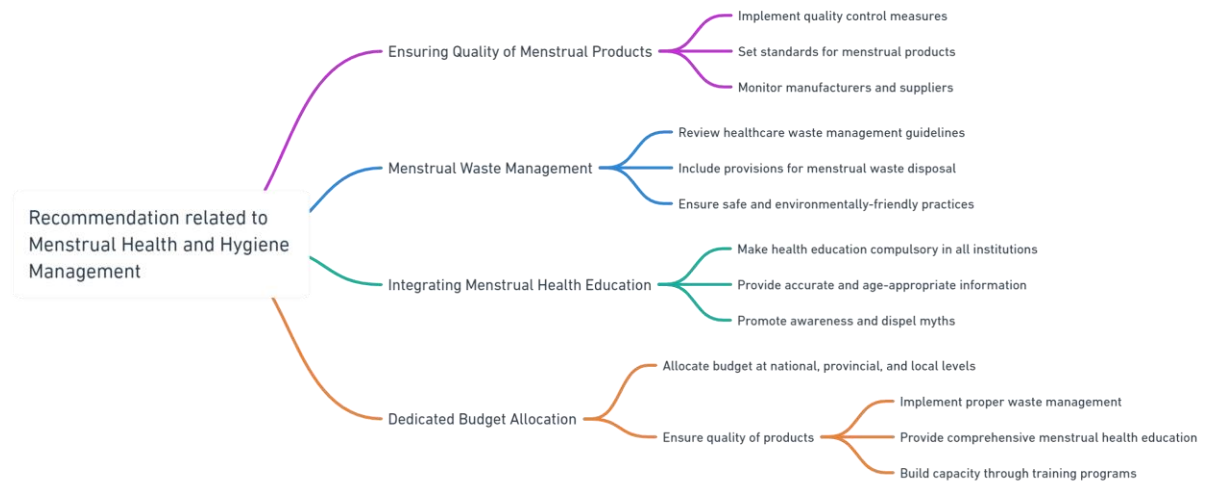 Recommendation related to
Menstrual Health and Hygiene
Management
Ensuring Quality of Menstrual Products
Implement quality control measures
Set standards for menstrual products
Monitor manufacturers and suppliers
Menstrual Waste Management
Review healthcare waste management guidelines
Include provisions for menstrual waste disposal
Ensure safe and environmentally-friendly practices
Integrating Menstrual Health Education
Make health education compulsory in all institutions
Provide accurate and age-appropriate information
Promote awareness and dispel myths
Dedicated Budget Allocation
Allocate budget at national, provincial, and local levels
Ensure quality of products
Implement proper waste management
Provide comprehensive menstrual health education
Build capacity through training programs